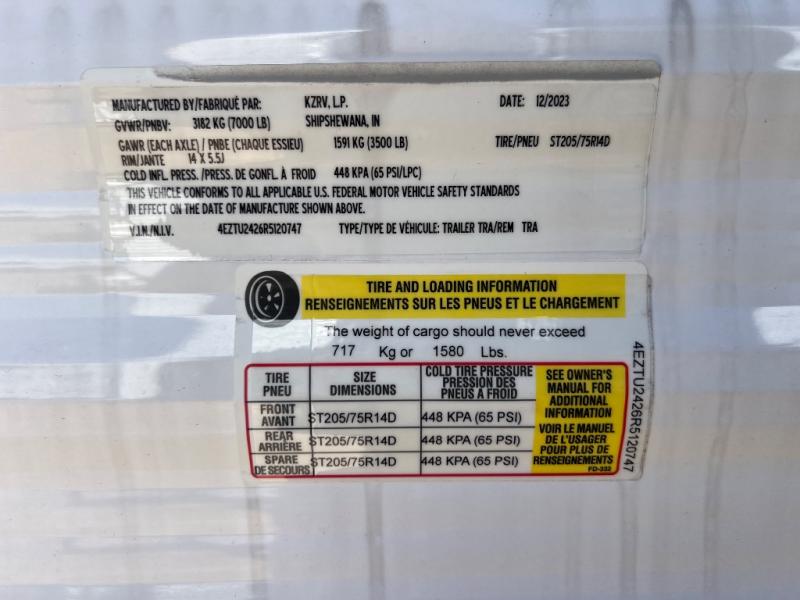 MANUFACTURED BY/FABRIQUÉ PAR: KZRV, L.P. DATE: 12/2023
GVWR/PNBV: 3182 KG (7000 LB) SHIPSHEWANA, IN
GAWR (EACH AXLE) / PNBE (CHAQUE ESSIEU) 1591 KG (3500 LB) TIRE/PNEU ST205/75R14D
RIM/JANTE 14 X 5.5J
COLD INFL. PRESS./PRESS. DE GONFL. À FROID 448 KPA (65 PSI/LPC)
THIS VEHICLE CONFORMS TO ALL APPLICABLE U.S. FEDERAL MOTOR VEHICLE SAFETY STANDARDS
IN EFFECT ON THE DATE OF MANUFACTURE SHOWN ABOVE.
V.I.N./N.I.V. 4EZTU2426R5120747 TYPE/TYPE DE VÉHICULE: TRAILER TRA/REM TRA
TIRE AND LOADING INFORMATION
RENSEIGNEMENTS SUR LES PNEUS ET LE CHARGEMENT
The weight of cargo should never exceed
717 Kg or 1580 Lbs.
TIRE
PNEU
SIZE
DIMENSIONS
COLD TIRE PRESSURE
PRESSION DES
PNEUS A FROID
FRONT
AVANT
ST205/75R14D
448 KPA (65 PSI)
REAR
ARRIÈRE
ST205/75R14D
448 KPA (65 PSI)
SPARE
DE SECOURS
ST205/75R14D
448 KPA (65 PSI)
SEE OWNER'S
MANUAL FOR
ADDITIONAL
INFORMATION
VOIR LE MANUEL
DE L'USAGER
POUR PLUS DE
RENSEIGNEMENTS
FD-332
4EZTU2426R5120747